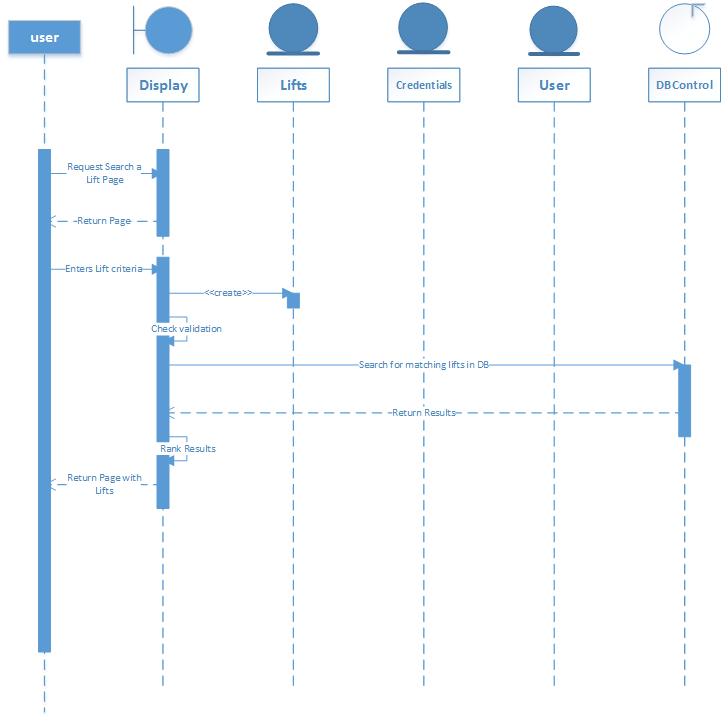 user
Display
Lifts
Credentials
User
DBControl
Request Search a
Lift Page
Return Page
Enters Lift criteria
<<create>>
Check validation
Search for matching lifts in DB
Return Results
Rank Results
Return Page with
Lifts